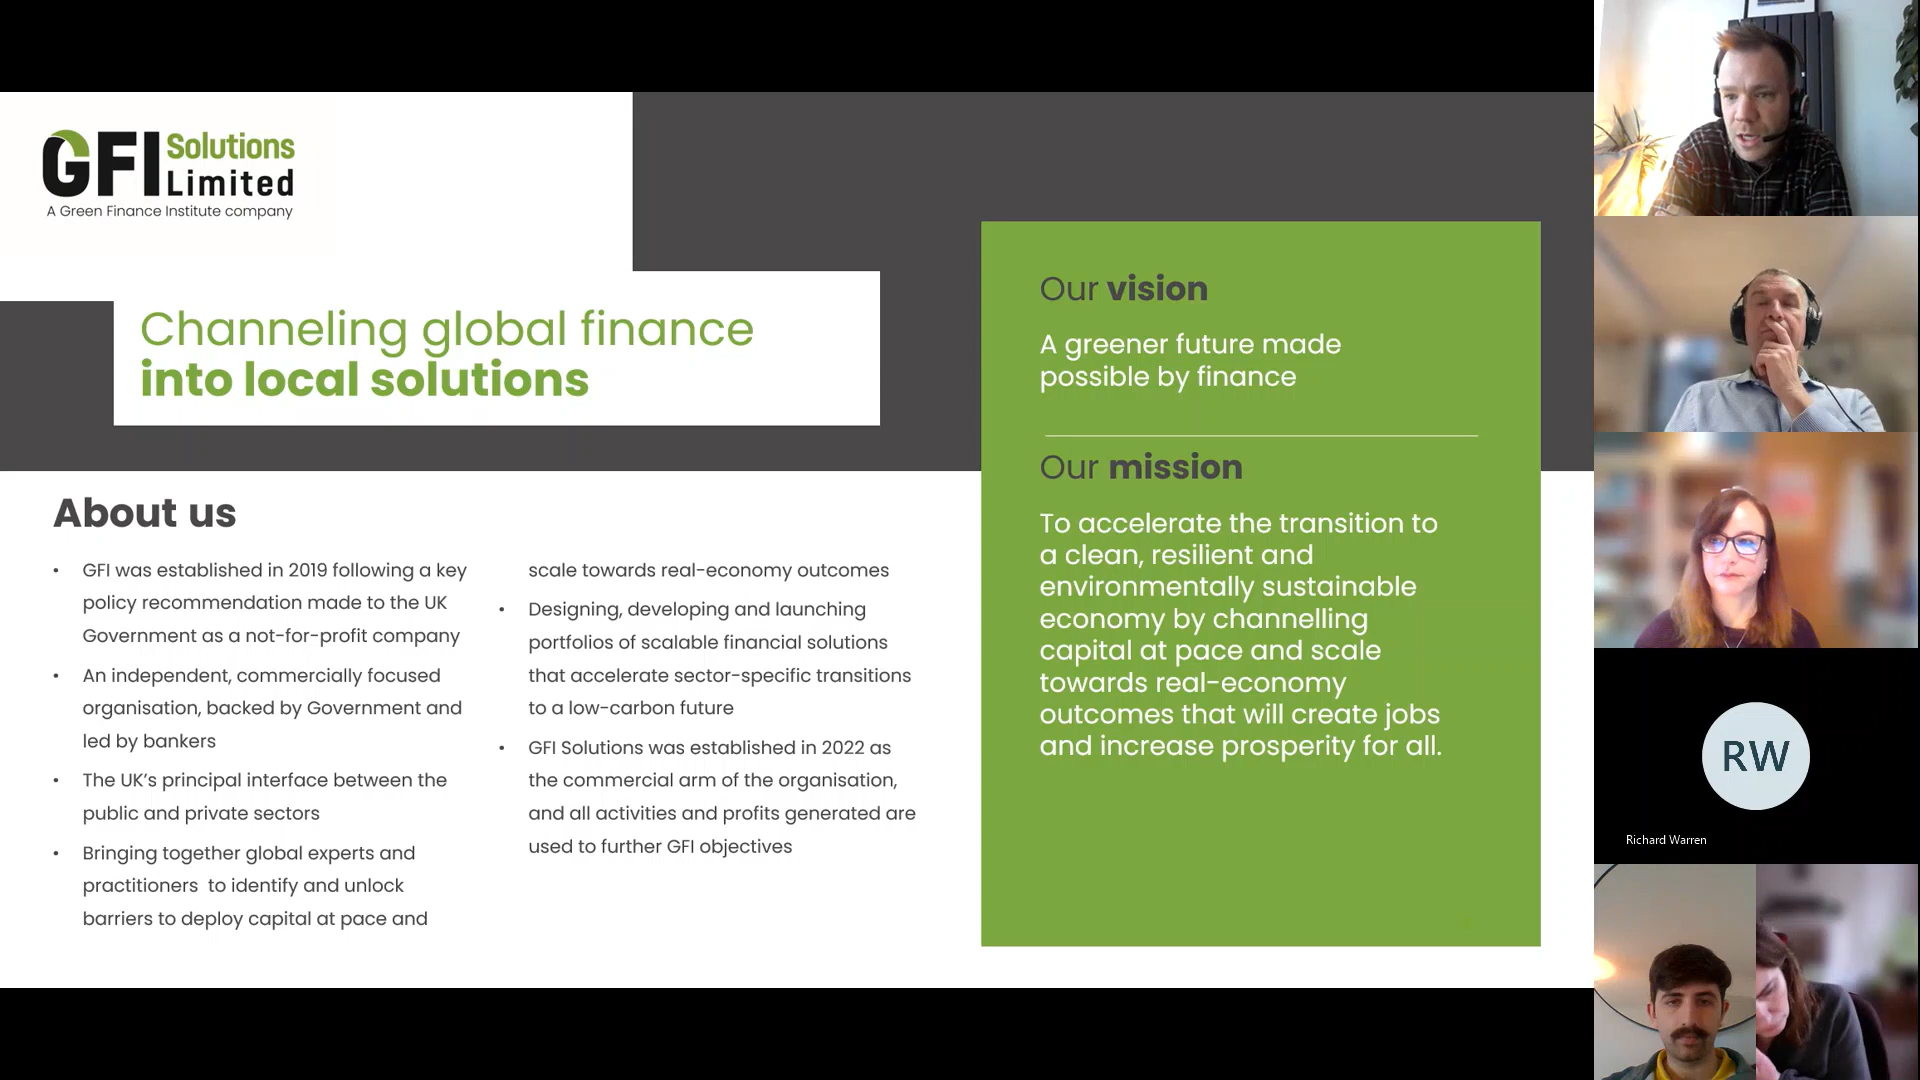 GFI Solutions
Limited
A Green Finance Institute company
Channeling global finance
into local solutions
About us
• GFI was established in 2019 following a key
policy recommendation made to the UK
Government as a not-for-profit company
• An independent, commercially focused
organisation, backed by Government and
led by bankers
• The UK's principal interface between the
public and private sectors
• Bringing together global experts and
practitioners to identify and unlock
barriers to deploy capital at pace and
scale towards real-economy outcomes
• Designing, developing and launching
portfolios of scalable financial solutions
that accelerate sector-specific transitions
to a low-carbon future
• GFI Solutions was established in 2022 as
the commercial arm of the organisation,
and all activities and profits generated are
used to further GFI objectives
Our vision
A greener future made
possible by finance
Our mission
To accelerate the transition to
a clean, resilient and
environmentally sustainable
economy by channelling
capital at pace and scale
towards real-economy
outcomes that will create jobs
and increase prosperity for all.
RW
Richard Warren